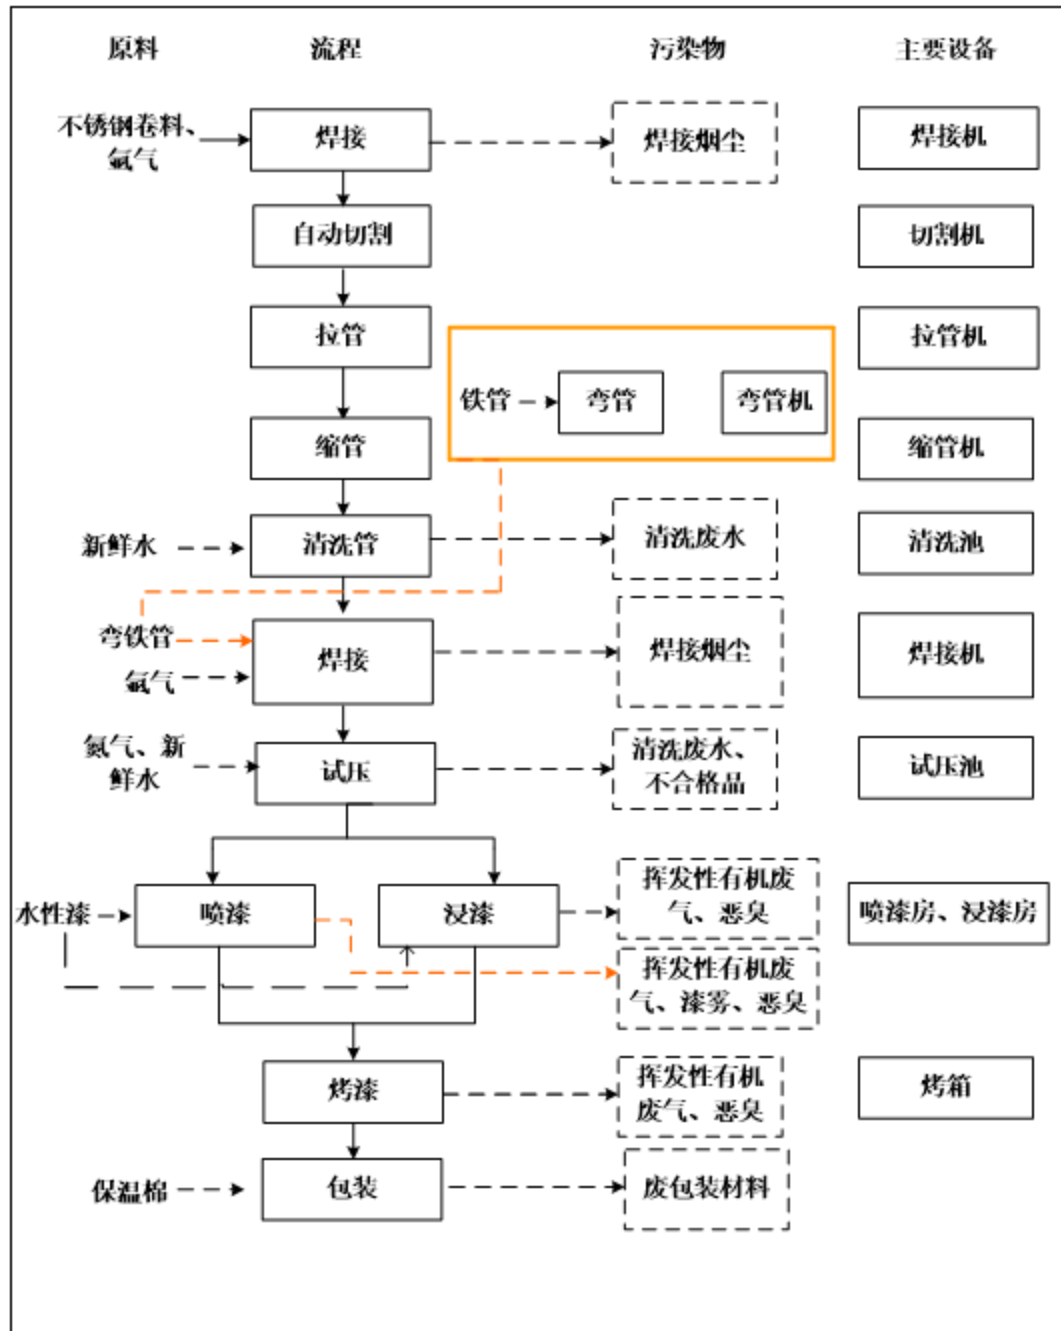 原料 流程 污染物 主要设备
不锈钢卷料、
氩气
焊接 焊接烟尘 焊接机
自动切割 切割机
拉管 拉管机
铁管 弯管 弯管机
缩管 缩管机
新鲜水 清洗管 清洗废水 清洗池
弯铁管
氩气
焊接 焊接烟尘 焊接机
氮气、新
鲜水
试压
清洗废水、
不合格品
试压池
水性漆 喷漆 浸漆
挥发性有机废
气、恶臭
喷漆房、浸漆房
挥发性有机废
气、漆雾、恶臭
烤漆
挥发性有机
废气、恶臭
烤箱
保温棉 包装 废包装材料